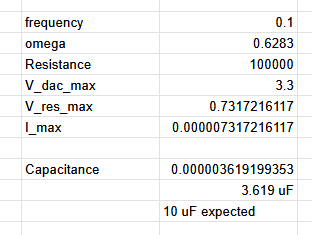 frequency 0.1
omega 0.6283
Resistance 100000
V_dac_max 3.3
V_res_max 0.7317216117
I_max 0.000007317216117
Capacitance 0.000003619199353
3.619 uF
10 uF expected